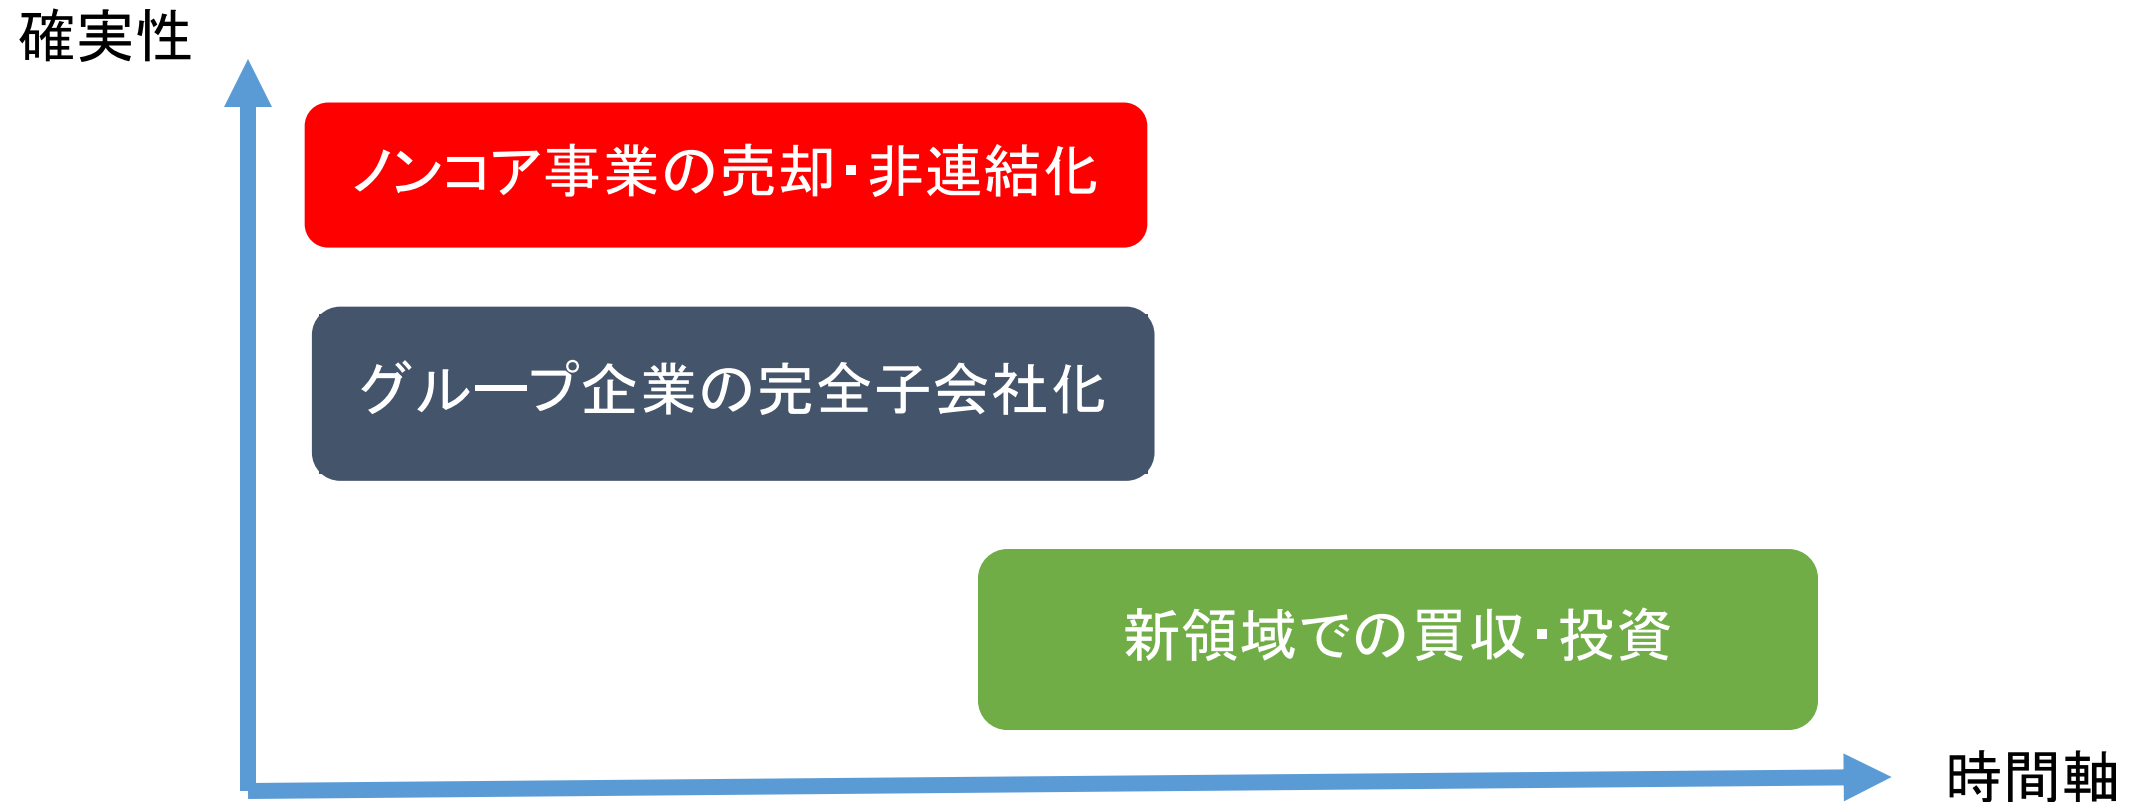 確実性
ノンコア事業の売却・非連結化
グループ企業の完全子会社化
新領域での買収・投資
時間軸